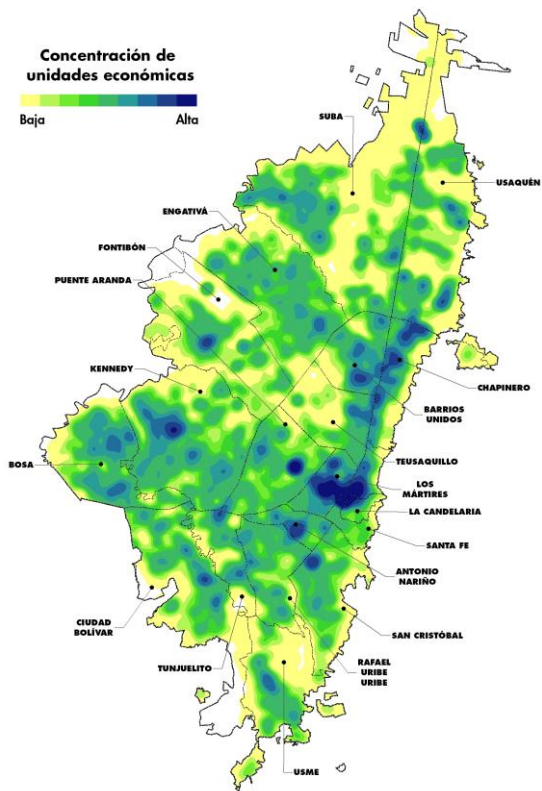 Concentración de
unidades económicas
Baja
Alta
SUBA
USAQUÉN
ENGATIVÁ
FONTIBÓN
PUENTE ARANDA
KENNEDY
CHAPINERO
BARRIOS
UNIDOS
TEUSAQUILLO
BOSA
LOS
MÁRTIRES
LA CANDELARIA
SANTA FE
ANTONIO
NARIÑO
CIUDAD
BOLÍVAR
SAN CRISTÓBAL
TUNJUELITO
RAFAEL
URIBE
URIBE
USME